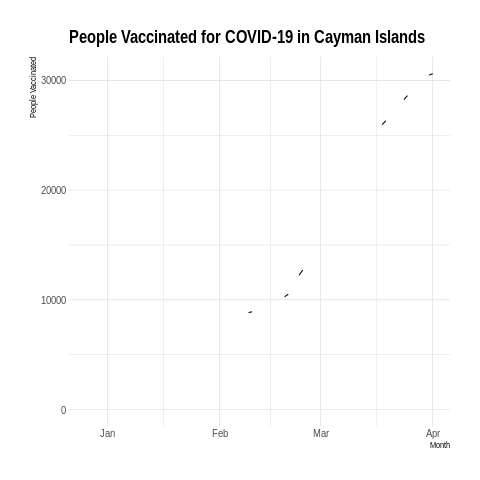 People Vaccinated for COVID-19 in Cayman Islands
People Vaccinated
30000
20000
10000
0
Jan Feb Mar Apr
Month